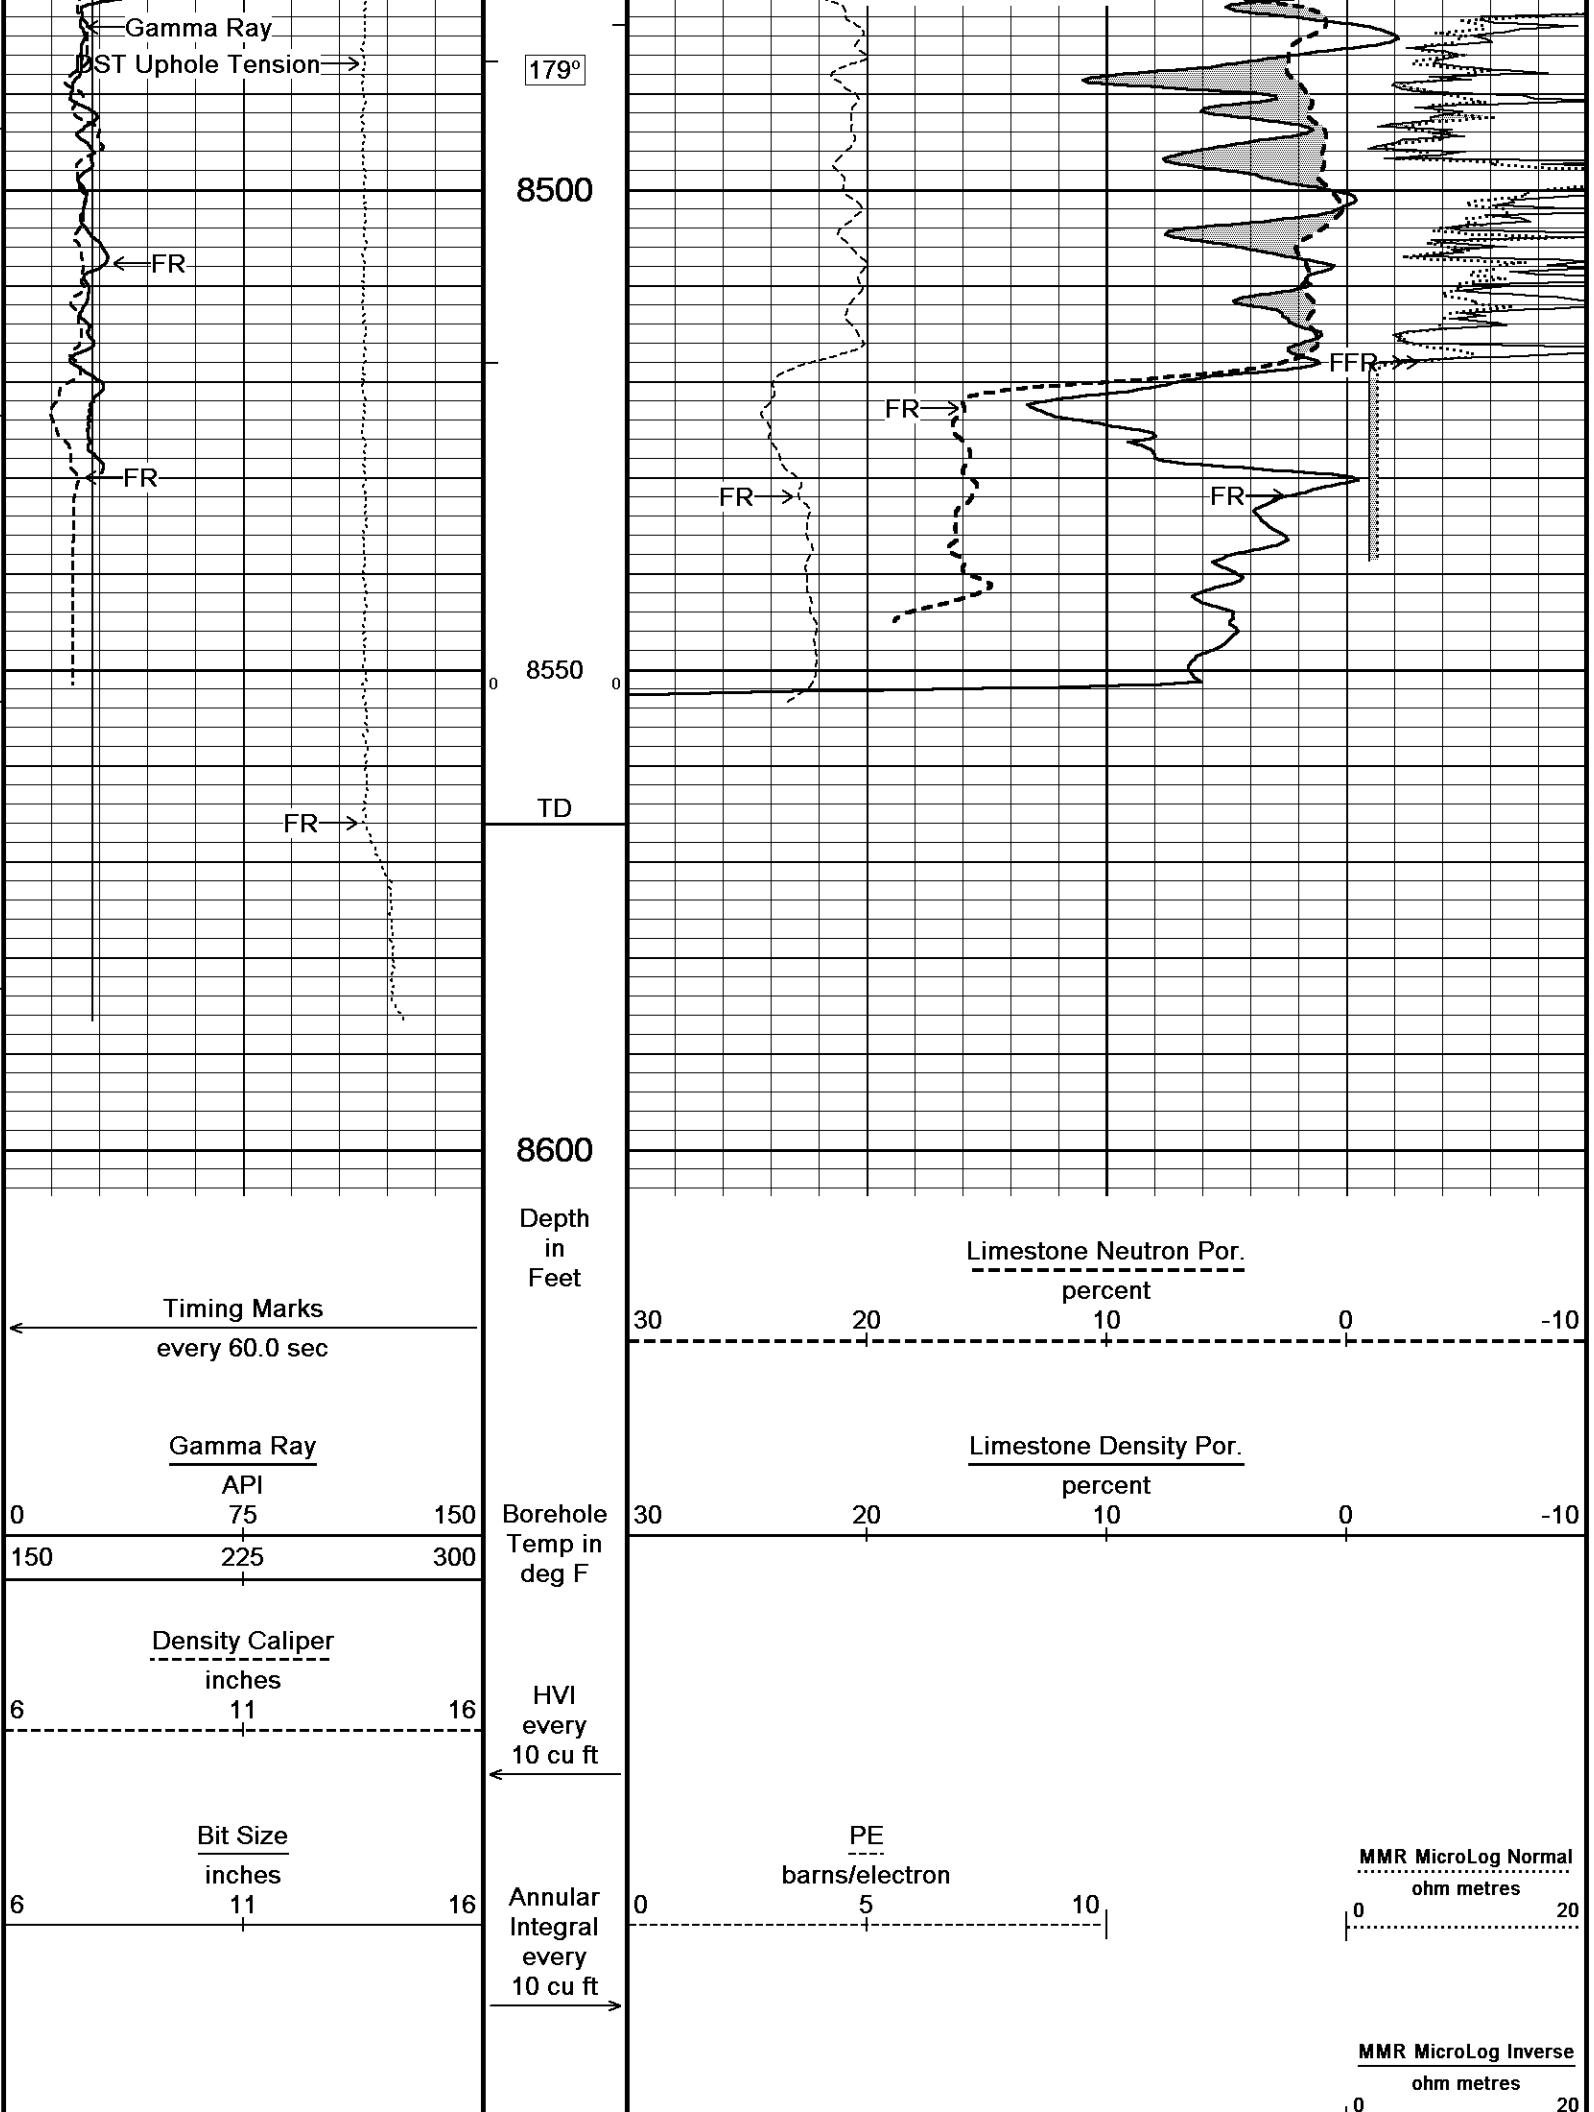 Gamma Ray
DST Uphole Tension
179°
8500
FR
FFR
FR
FR
FR
FR
8550
0 0
TD
FR
8600
Depth
in
Feet
Limestone Neutron Por.
percent
30 20 10 0 -10
Timing Marks
every 60.0 sec
Gamma Ray
API
0 75 150
150 225 300
Limestone Density Por.
percent
30 20 10 0 -10
Borehole
Temp in
deg F
Density Caliper
inches
6 11 16
HVI
every
10 cu ft
Bit Size
inches
6 11 16
Annular
Integral
every
10 cu ft
PE
barns/electron
0 5 10
MMR MicroLog Normal
ohm metres
0 20
MMR MicroLog Inverse
ohm metres
0 20